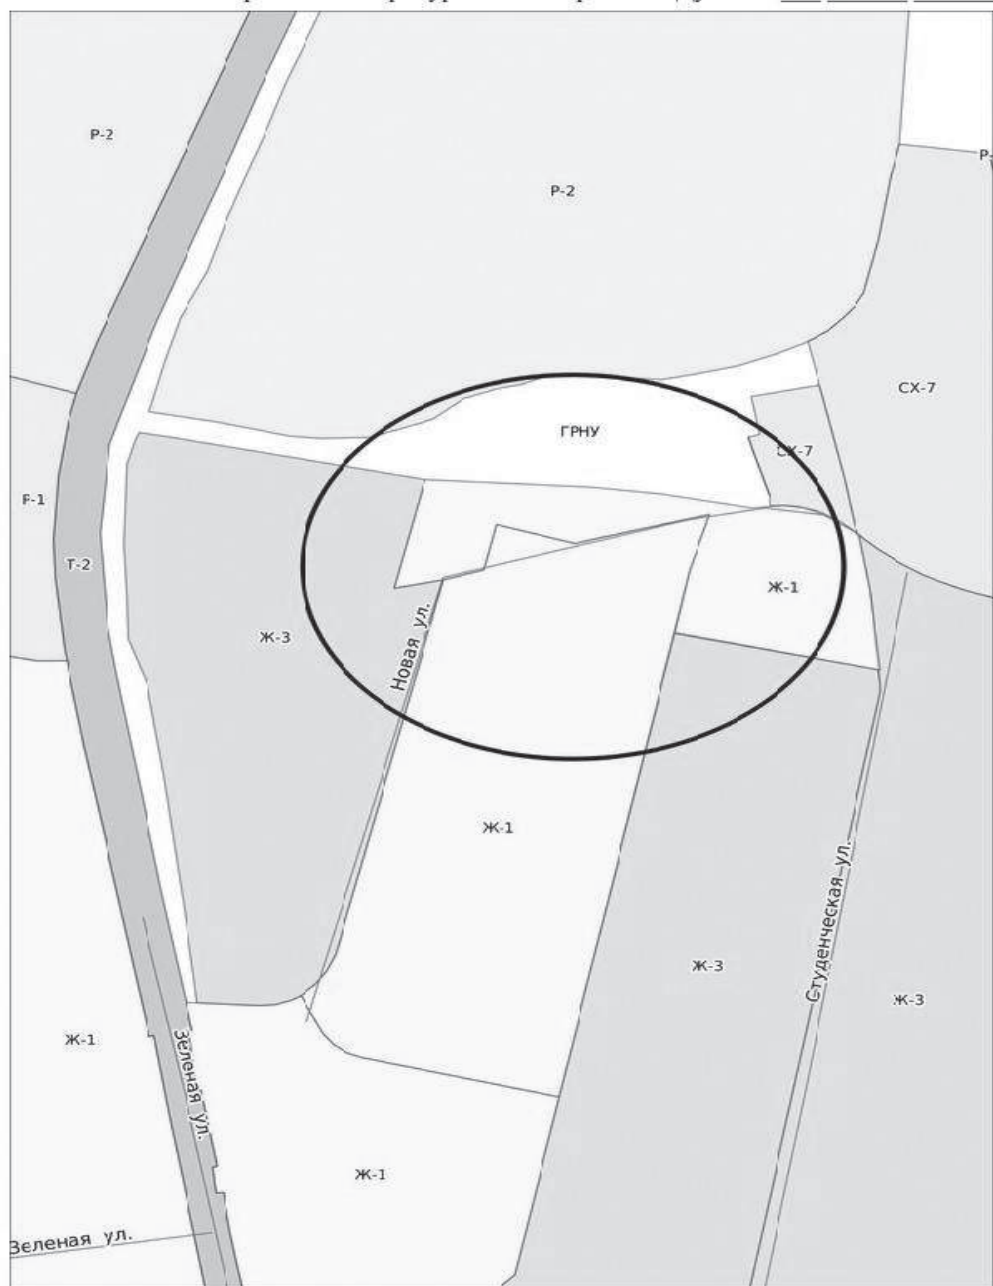 Р-2
Р-
Р-2
СХ-7
ГРНУ
СХ-7
Р-1
Т-2
Ж-1
Ж-3
Новая ул.
Ж-1
Студенческая ул.
Ж-3
Ж-3
Ж-1
Зеленая ул.
Ж-1
Зеленая ул.